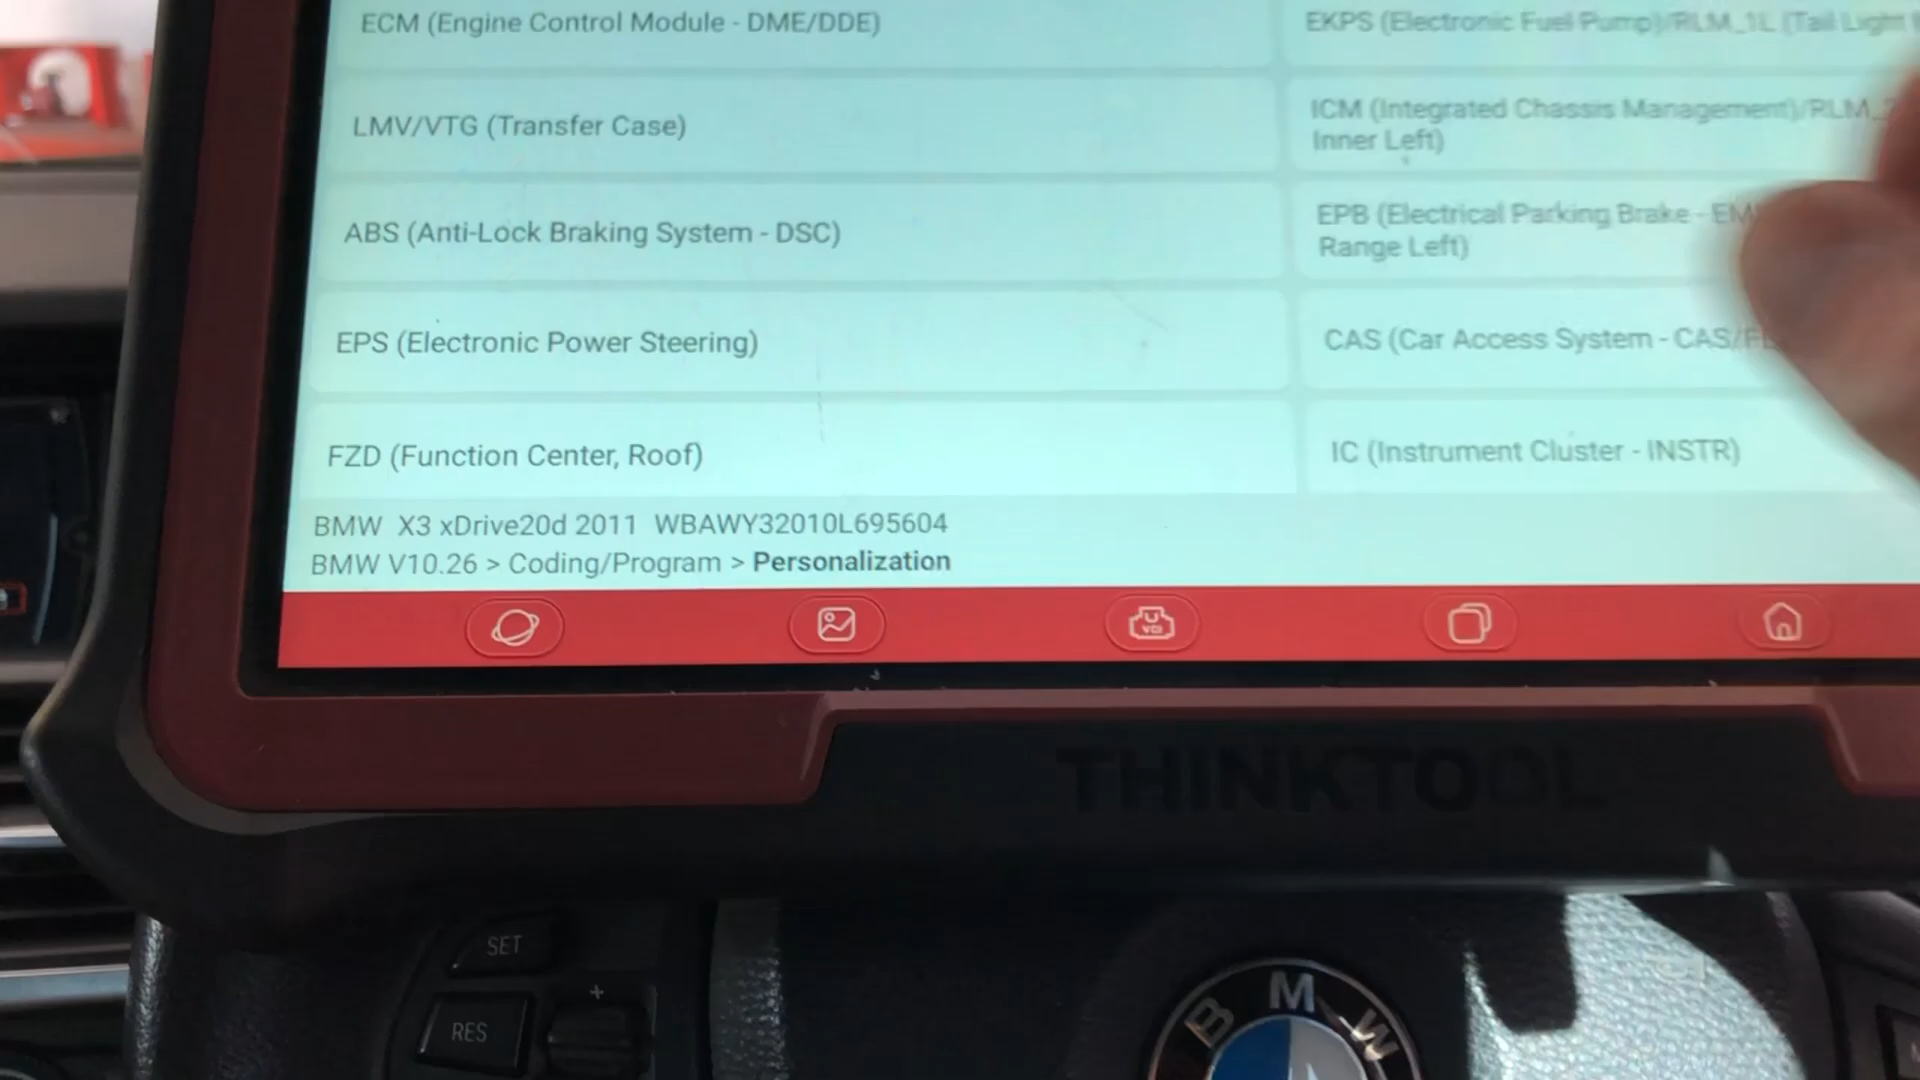 ECM (Engine Control Module - DME/DDE)
EKPS (Electronic Fuel Pump)/RLM_1L (Tail Light
LMV/VTG (Transfer Case)
ICM (Integrated Chassis Management)/RLM_
Inner Left)
ABS (Anti-Lock Braking System - DSC)
EPB (Electrical Parking Brake - EM
Range Left)
EPS (Electronic Power Steering)
CAS (Car Access System - CAS/F
FZD (Function Center, Roof)
IC (Instrument Cluster - INSTR)
BMW X3 xDrive20d 2011 WBAWY32010L695604
BMW V10.26 > Coding/Program > Personalization
VCI
THINKTOOL
SET
+
RES
BMW